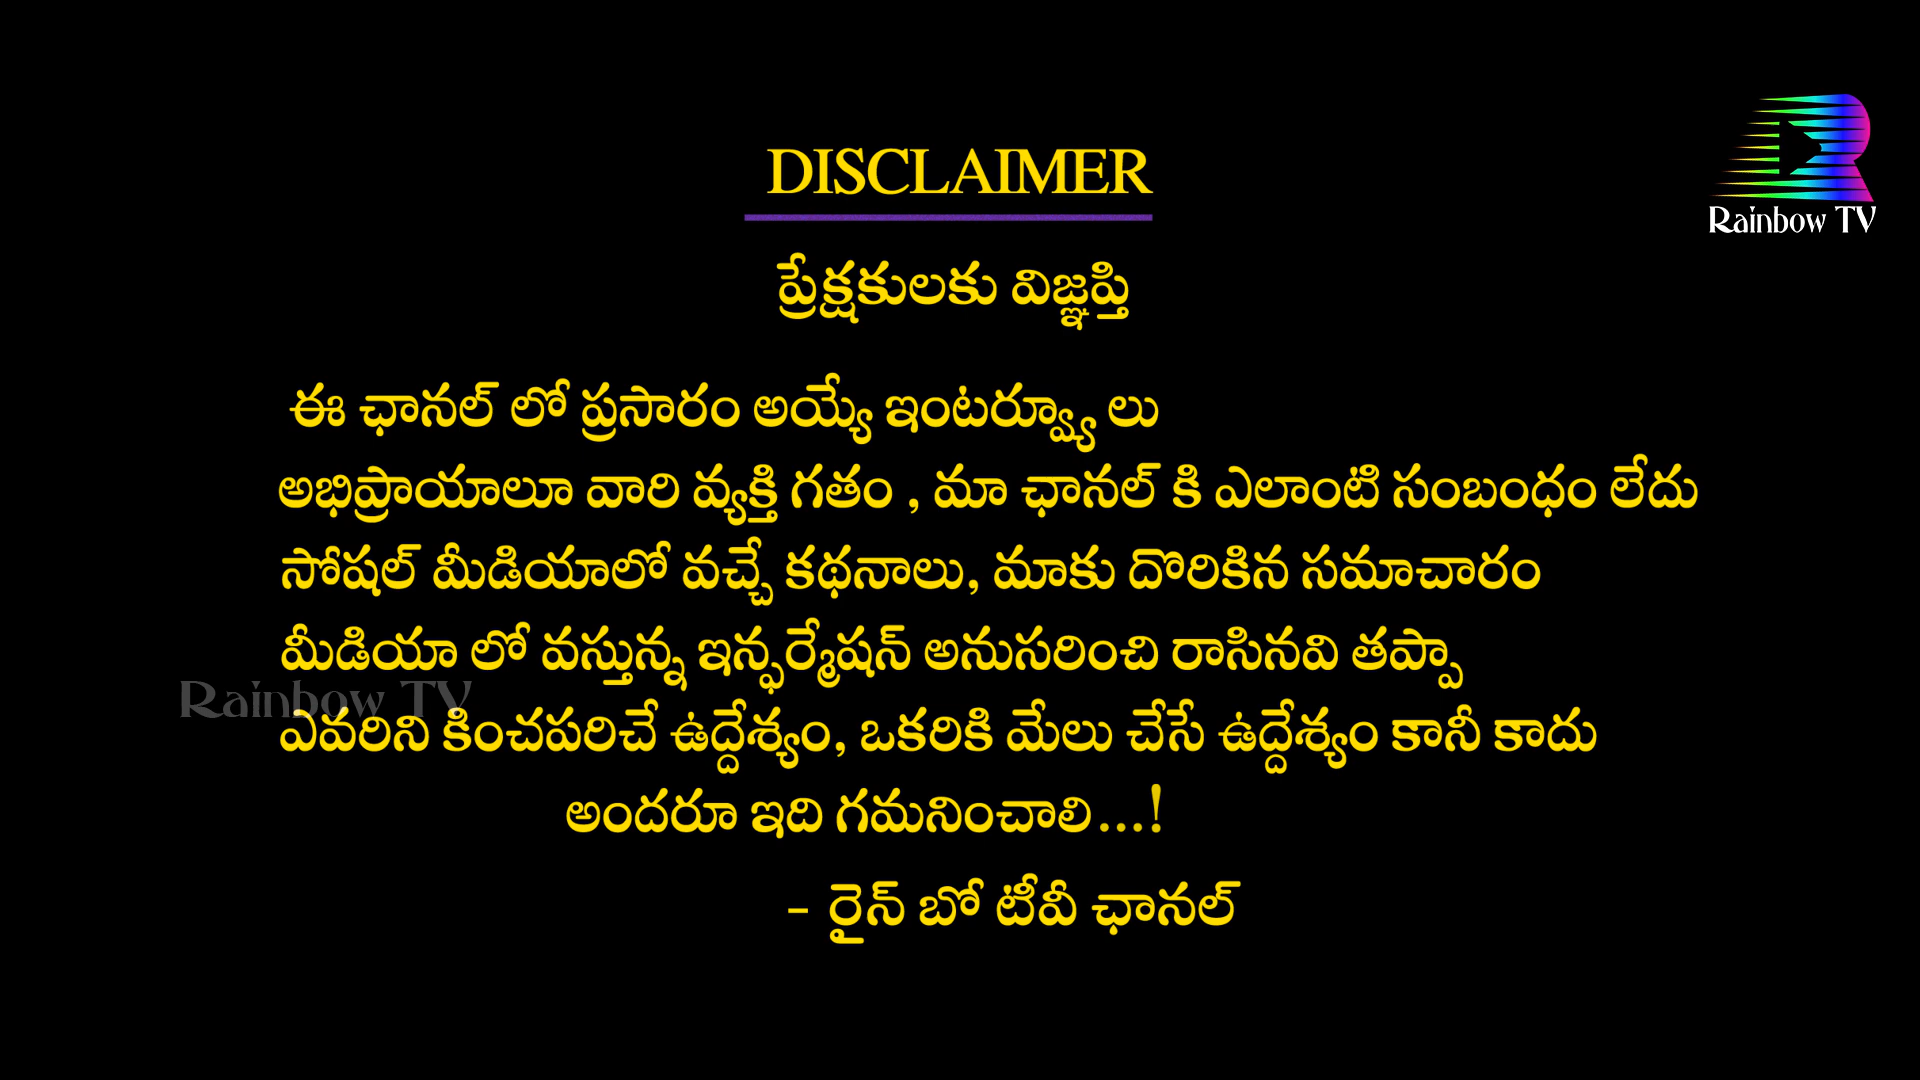 DISCLAIMER
Rainbow TV
ప్రేక్షకులకు విజ్ఞప్తి
ఈ ఛానల్ లో ప్రసారం అయ్యే ఇంటర్వ్యూ లు
అభిప్రాయాలూ వారి వ్యక్తి గతం , మా ఛానల్ కి ఎలాంటి సంబంధం లేదు
సోషల్ మీడియాలో వచ్చే కథనాలు, మాకు దొరికిన సమాచారం
మీడియా లో వస్తున్న ఇన్ఫర్మేషన్ అనుసరించి రాసినవి తప్పా
Rainbow TV
ఎవరిని కించపరిచే ఉద్దేశ్యం, ఒకరికి మేలు చేసే ఉద్దేశ్యం కానీ కాదు
అందరూ ఇది గమనించాలి...!
- రైన్ బో టీవీ ఛానల్